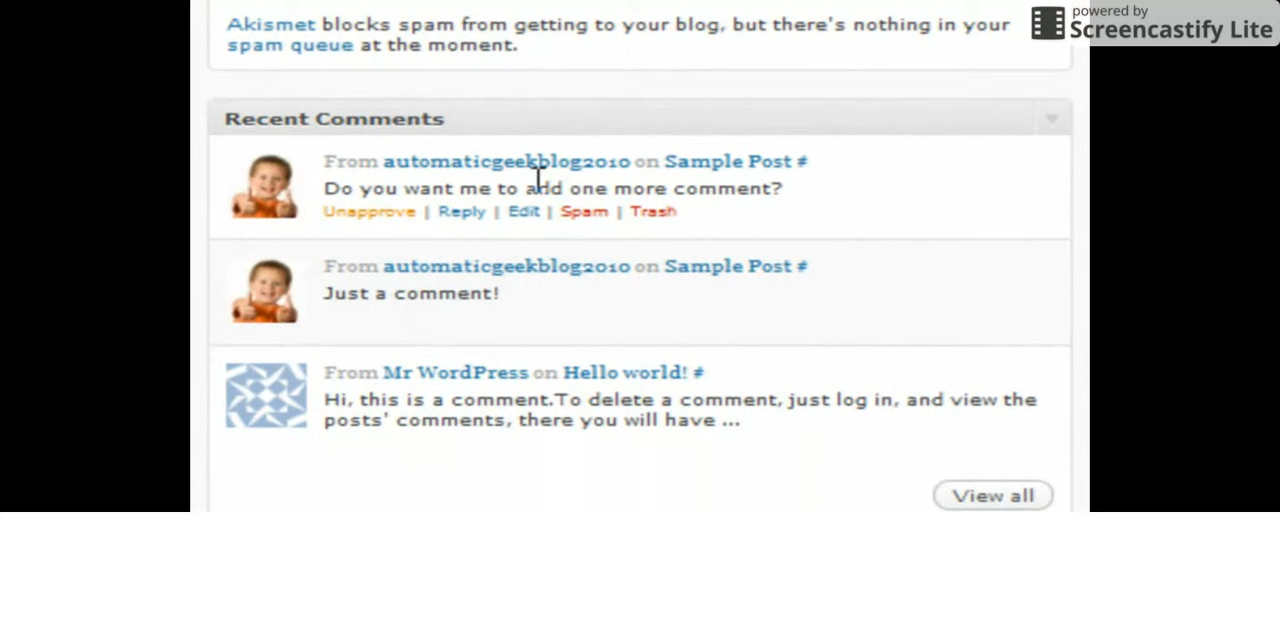 Akismet blocks spam from getting to your blog, but there's nothing in your
spam queue at the moment.
powered by
Screencastify Lite
Recent Comments
From automaticgeekblog2010 on Sample Post #
Do you want me to add one more comment?
Unapprove | Reply | Edit | Spam | Trash
From automaticgeekblog2010 on Sample Post #
Just a comment!
From Mr WordPress on Hello world! #
Hi, this is a comment.To delete a comment, just log in, and view the
posts' comments, there you will have ...
View all